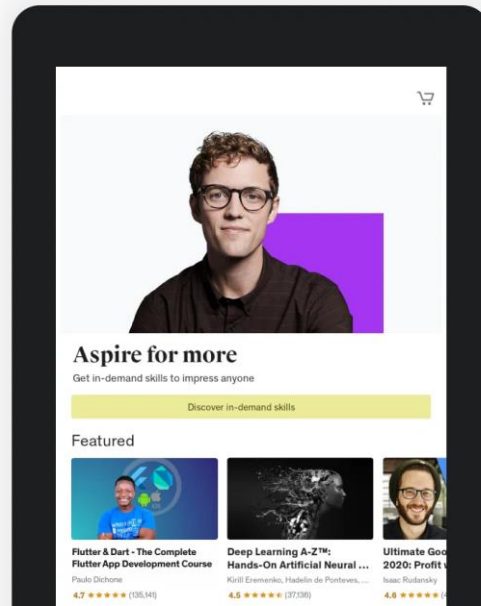 Aspire for more
Get in-demand skills to impress anyone
Discover in-demand skills
Featured
Flutter & Dart - The Complete
Flutter App Development Course
Paulo Dichone
4.7 ★★★★★ (135,141)
Deep Learning A-Z™:
Hands-On Artificial Neural ...
Kirill Eremenko, Hadelin de Ponteves, ...
4.5 ★★★★★ (37,136)
Ultimate Goo
2020: Profit
Isaac Rudansky
4.6 ★★★★★